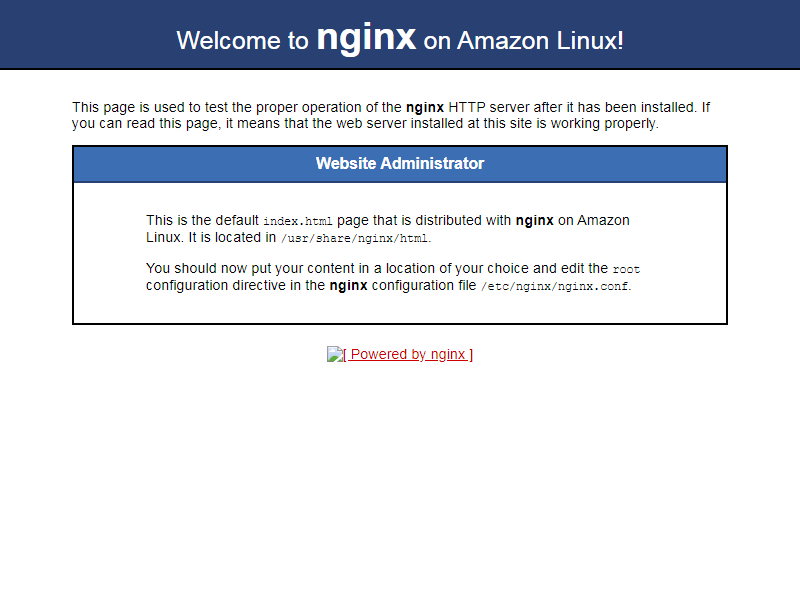 Welcome to nginx on Amazon Linux!
This page is used to test the proper operation of the nginx HTTP server after it has been installed. If
you can read this page, it means that the web server installed at this site is working properly.
Website Administrator
This is the default index.html page that is distributed with nginx on Amazon
Linux. It is located in /usr/share/nginx/html.
You should now put your content in a location of your choice and edit the root
configuration directive in the nginx configuration file /etc/nginx/nginx.conf.
[ Powered by nginx ]